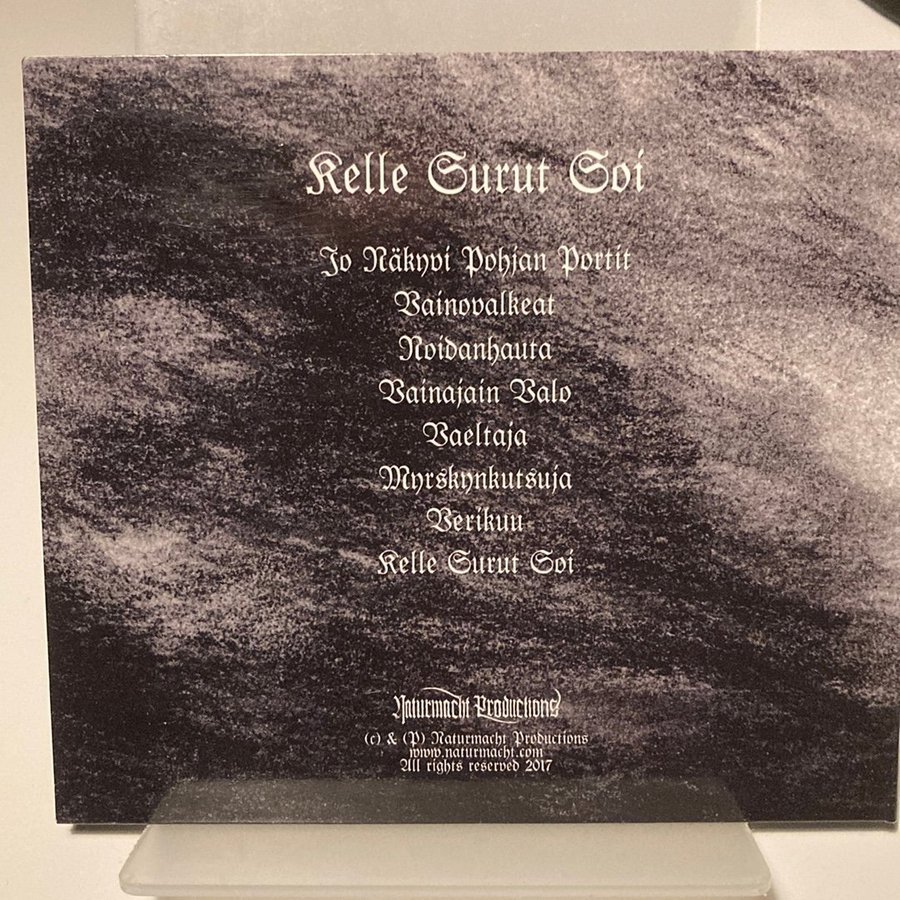 Kelle Surut Soi
Jo Näkyvi Pohjan Portit
Vainovalkeat
Noidanhauta
Vainajain Valo
Vaeltaja
Myrskynkutsuja
Verikuu
Kelle Surut Soi
Naturmacht Productions
(c) & (P) Naturmacht Productions
www.naturmacht.com
All rights reserved 2017